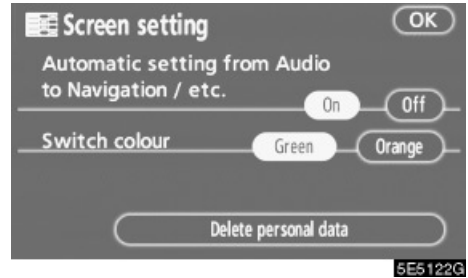 Screen setting
OK
Automatic setting from Audio
to Navigation / etc.
On Off
Switch colour Green Orange
Delete personal data
5E5122G